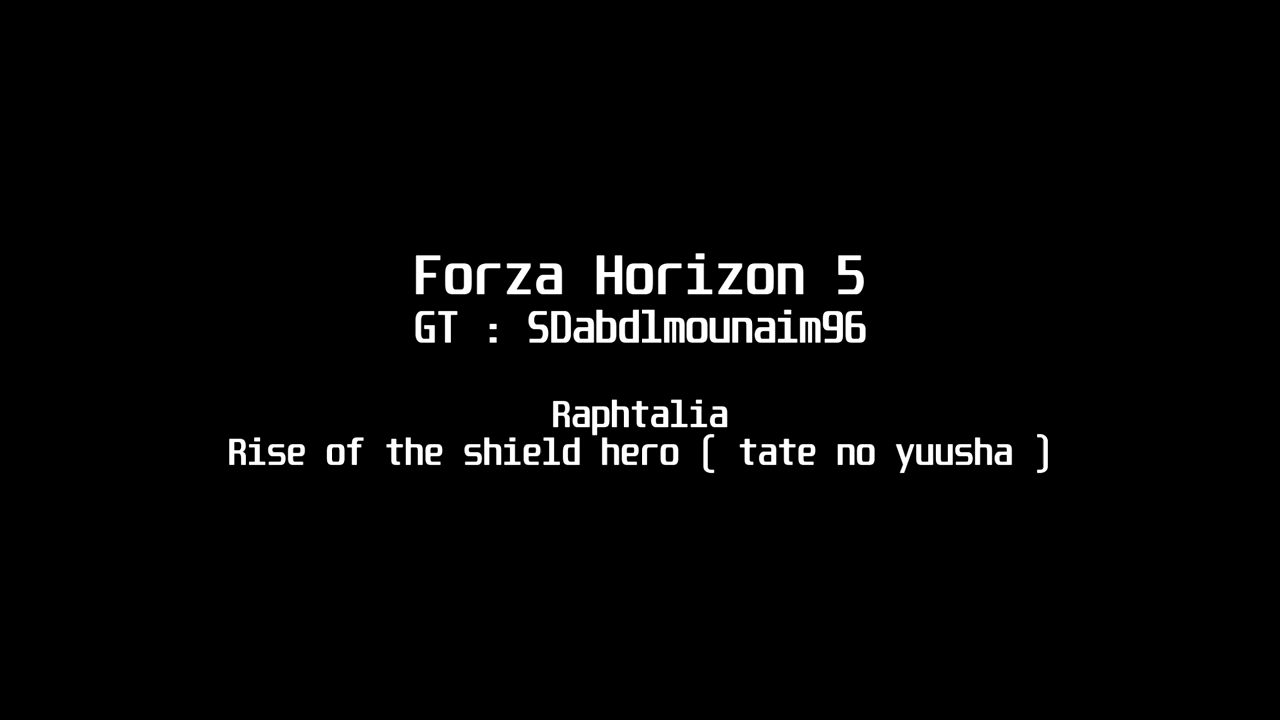 Forza Horizon 5
GT : SDabdlmounaim96
Raphtalia
Rise of the shield hero ( tate no yuusha )